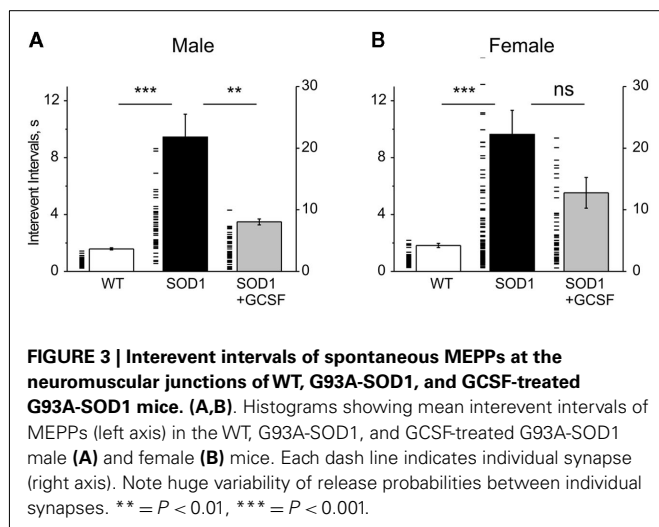 A Male
B Female
Interevent Intervals, s
12
8
4
0
***
**
30
20
10
0
WT
SOD1
SOD1
+GCSF
12
8
4
0
***
ns
30
20
10
0
WT
SOD1
SOD1
+GCSF
FIGURE 3 | Interevent intervals of spontaneous MEPPs at the
neuromuscular junctions of WT, G93A-SOD1, and GCSF-treated
G93A-SOD1 mice. (A,B). Histograms showing mean interevent intervals of
MEPPs (left axis) in the WT, G93A-SOD1, and GCSF-treated G93A-SOD1
male (A) and female (B) mice. Each dash line indicates individual synapse
(right axis). Note huge variability of release probabilities between individual
synapses. ** = P < 0.01, *** = P < 0.001.